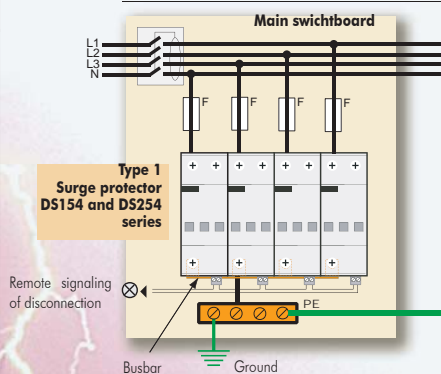 Main swichtboard
L1
L2
L3
N
F
F
F
F
Type 1
Surge protector
DS154 and DS254
series
Remote signaling
of disconnection
PE
Busbar
Ground